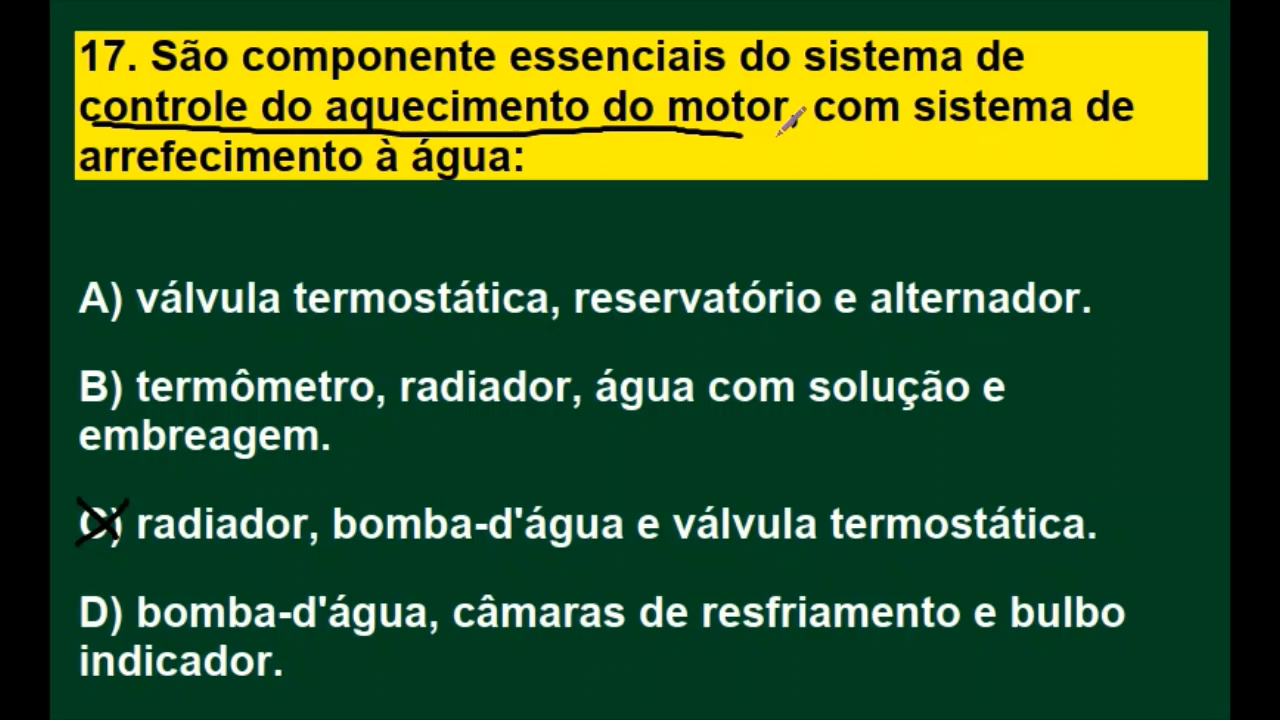 17. São componente essenciais do sistema de
controle do aquecimento do motor, com sistema de
arrefecimento à água:
A) válvula termostática, reservatório e alternador.
B) termômetro, radiador, água com solução e
embreagem.
C) radiador, bomba-d'água e válvula termostática.
D) bomba-d'água, câmaras de resfriamento e bulbo
indicador.